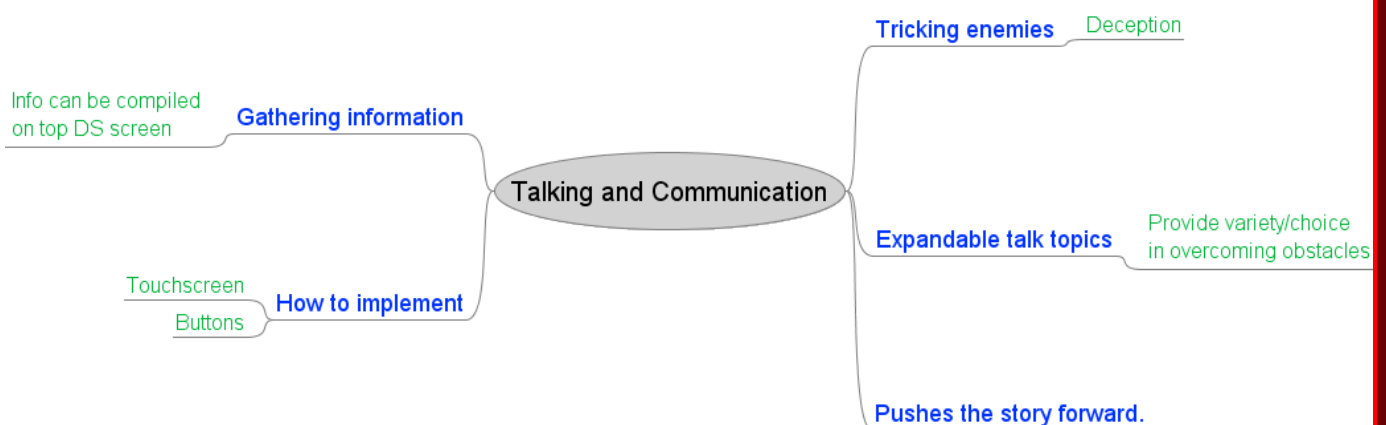 Tricking enemies
Deception
Info can be compiled
on top DS screen
Gathering information
Talking and Communication
Expandable talk topics
Provide variety/choice
in overcoming obstacles
Touchscreen
Buttons
How to implement
Pushes the story forward.